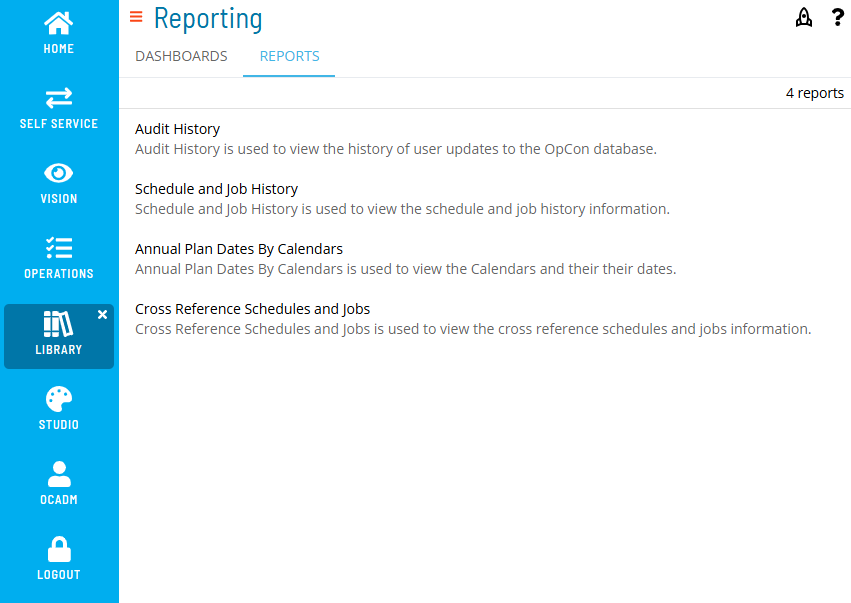 HOME
SELF SERVICE
VISION
OPERATIONS
LIBRARY
STUDIO
OCADM
LOGOUT
Reporting
DASHBOARDS REPORTS
4 reports
Audit History
Audit History is used to view the history of user updates to the OpCon database.
Schedule and Job History
Schedule and Job History is used to view the schedule and job history information.
Annual Plan Dates By Calendars
Annual Plan Dates By Calendars is used to view the Calendars and their their dates.
Cross Reference Schedules and Jobs
Cross Reference Schedules and Jobs is used to view the cross reference schedules and jobs information.